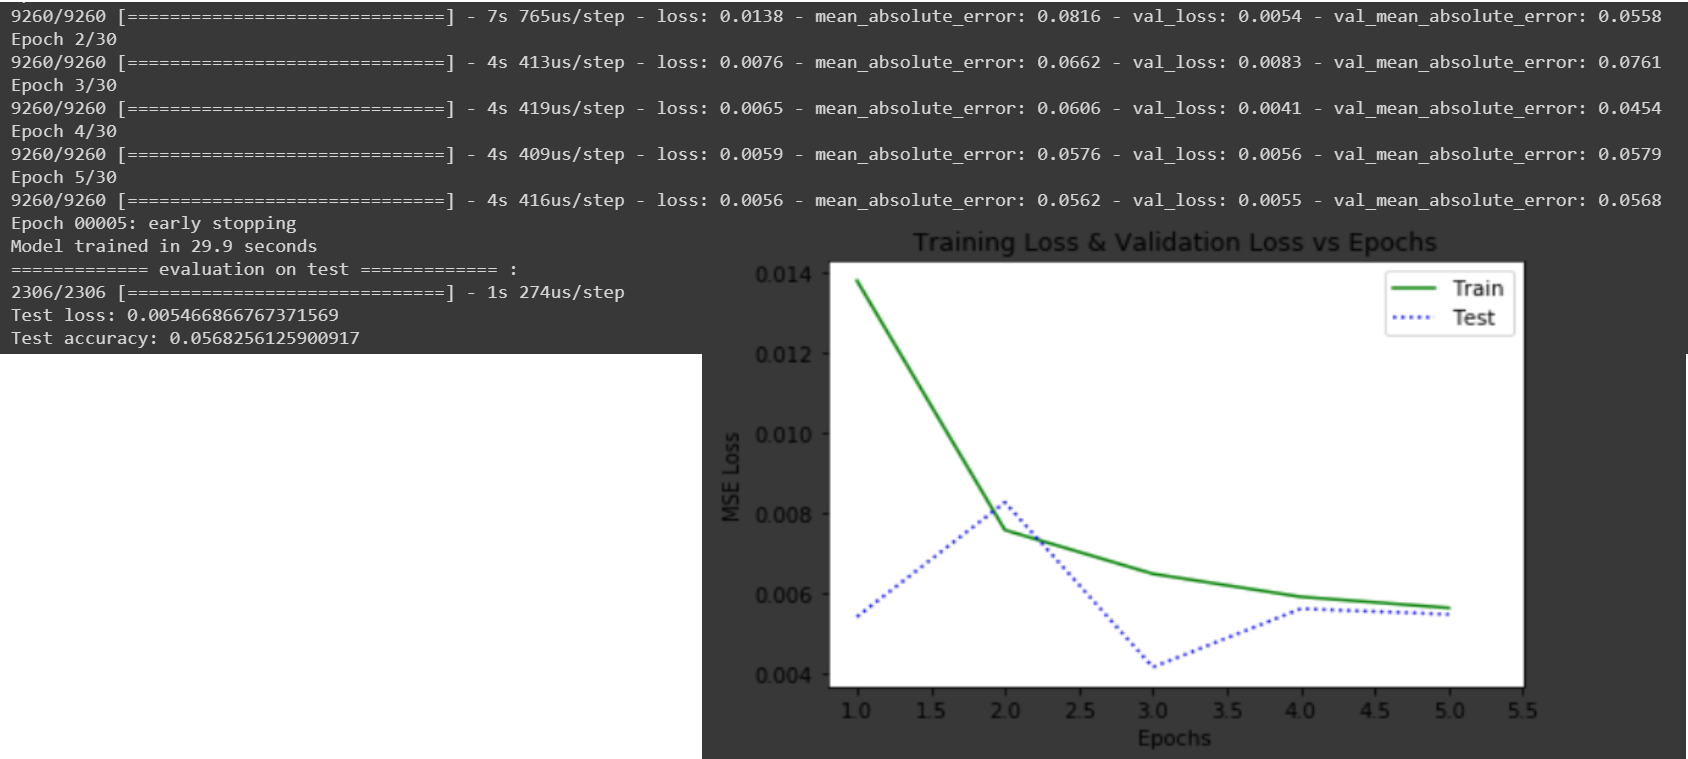 9260/9260 [==============================] - 7s 765us/step - loss: 0.0138 - mean_absolute_error: 0.0816 - val_loss: 0.0054 - val_mean_absolute_error: 0.0558
Epoch 2/30
9260/9260 [==============================] - 4s 413us/step - loss: 0.0076 - mean_absolute_error: 0.0662 - val_loss: 0.0083 - val_mean_absolute_error: 0.0761
Epoch 3/30
9260/9260 [==============================] - 4s 419us/step - loss: 0.0065 - mean_absolute_error: 0.0606 - val_loss: 0.0041 - val_mean_absolute_error: 0.0454
Epoch 4/30
9260/9260 [==============================] - 4s 409us/step - loss: 0.0059 - mean_absolute_error: 0.0576 - val_loss: 0.0056 - val_mean_absolute_error: 0.0579
Epoch 5/30
9260/9260 [==============================] - 4s 416us/step - loss: 0.0056 - mean_absolute_error: 0.0562 - val_loss: 0.0055 - val_mean_absolute_error: 0.0568
Epoch 00005: early stopping
Model trained in 29.9 seconds
============= evaluation on test ============= :
2306/2306 [==============================] - 1s 274us/step
Test loss: 0.005466866767371569
Test accuracy: 0.0568256125900917
Training Loss & Validation Loss vs Epochs
Train
Test
0.014
0.012
0.010
0.008
0.006
0.004
MSE Loss
1.0 1.5 2.0 2.5 3.0 3.5 4.0 4.5 5.0 5.5
Epochs